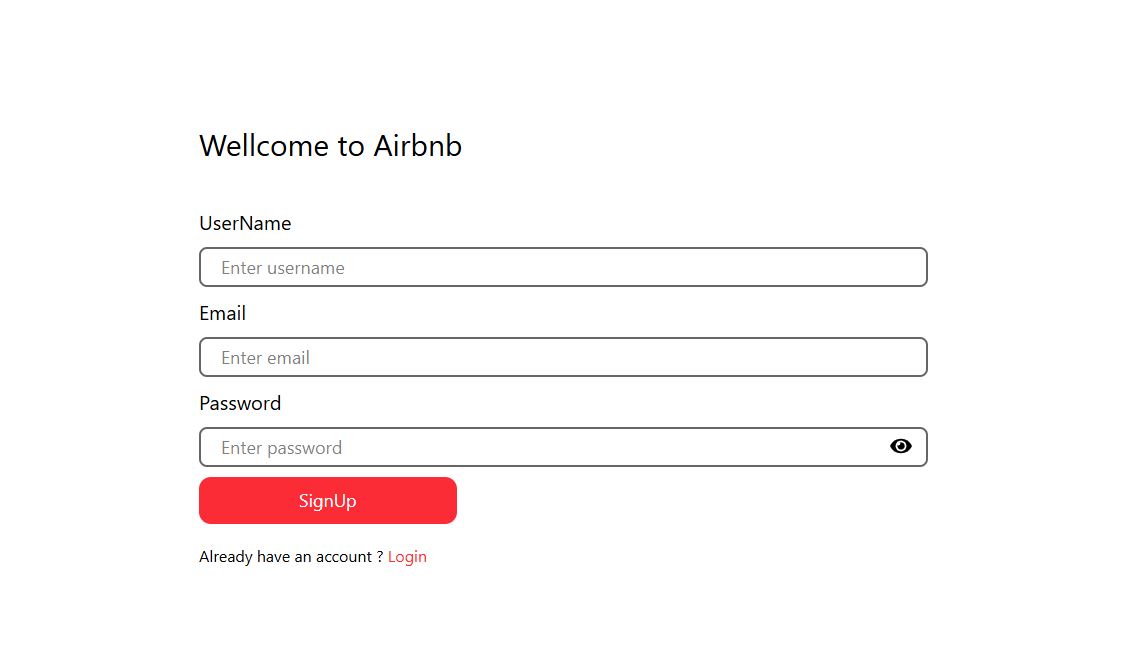 Wellcome to Airbnb
UserName
Enter username
Email
Enter email
Password
Enter password
SignUp
Already have an account ? Login